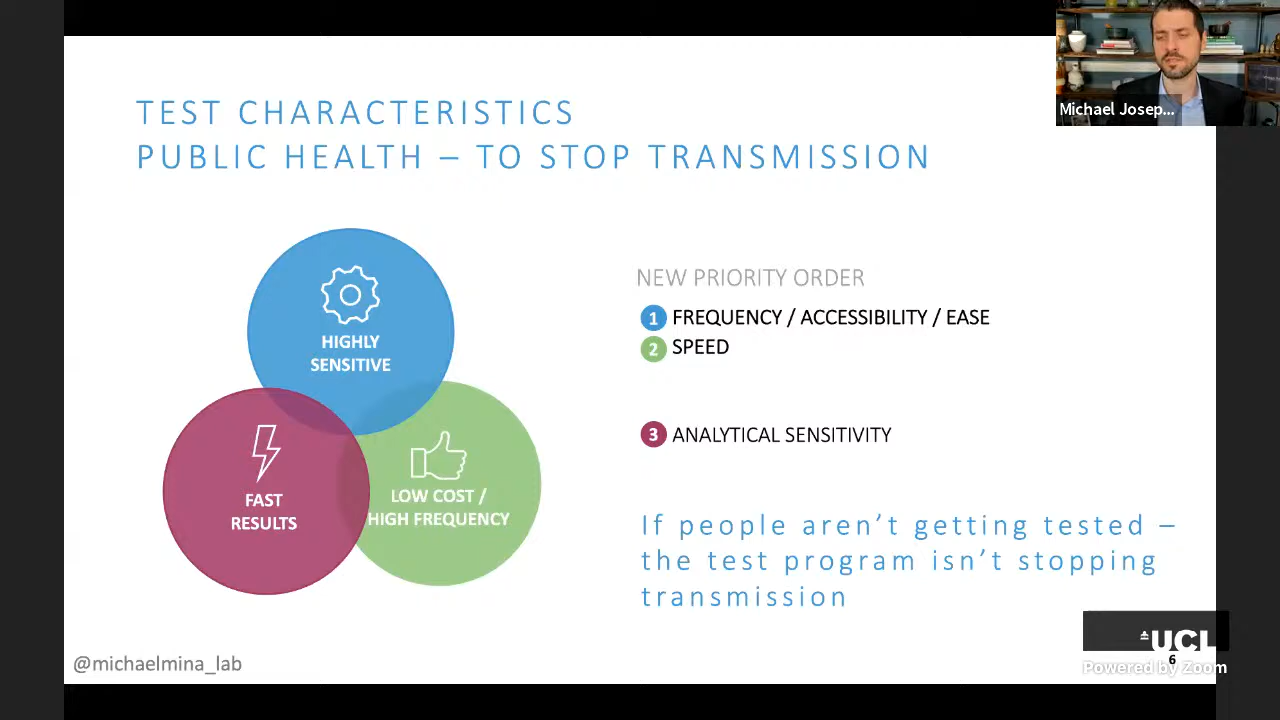 Michael Josep...
TEST CHARACTERISTICS
PUBLIC HEALTH – TO STOP TRANSMISSION
HIGHLY
SENSITIVE
FAST
RESULTS
LOW COST /
HIGH FREQUENCY
NEW PRIORITY ORDER
1 FREQUENCY / ACCESSIBILITY / EASE
2 SPEED
3 ANALYTICAL SENSITIVITY
If people aren’t getting tested –
the test program isn’t stopping
transmission
@michaelmina_lab
UCL
6
Powered by Zoom